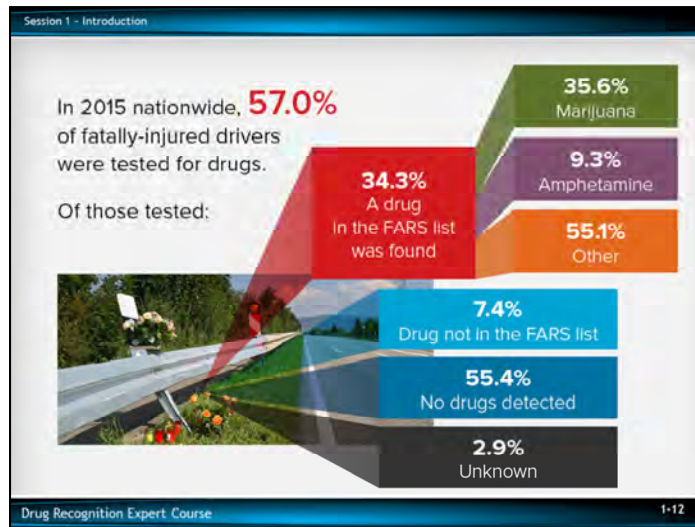 Session 1 - Introduction
In 2015 nationwide, 57.0%
of fatally-injured drivers
were tested for drugs.
Of those tested:
34.3%
A drug
in the FARS list
was found
35.6%
Marijuana
9.3%
Amphetamine
55.1%
Other
7.4%
Drug not in the FARS list
55.4%
No drugs detected
2.9%
Unknown
Drug Recognition Expert Course
1-12